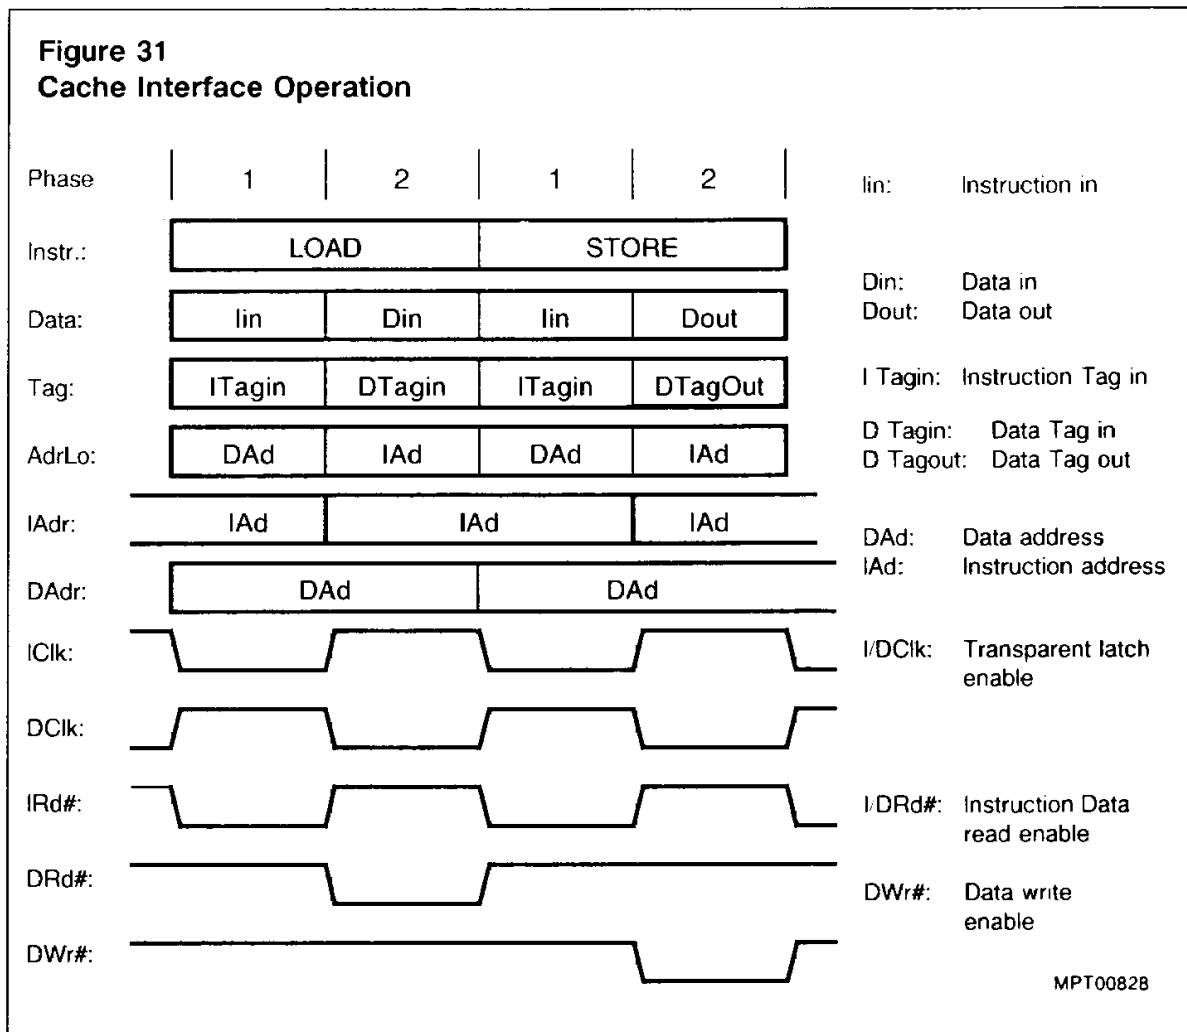 Figure 31
Cache Interface Operation
Phase 1 2 1 2
Iin: Instruction in
Instr.: LOAD STORE
Din: Data in
Data: Iin Din Iin Dout
Dout: Data out
Tag: ITagin DTagin ITagin DTagOut
I Tagin: Instruction Tag in
D Tagin: Data Tag in
AdrLo: DAd IAd DAd IAd
D Tagout: Data Tag out
IAdr: IAd IAd IAd
DAd: Data address
IAd: Instruction address
DAdr: DAd DAd
IClk:
I/DClk: Transparent latch
enable
DClk:
IRd#:
I/DRd#: Instruction Data
read enable
DRd#:
DWr#: Data write
enable
DWr#:
MPT00828